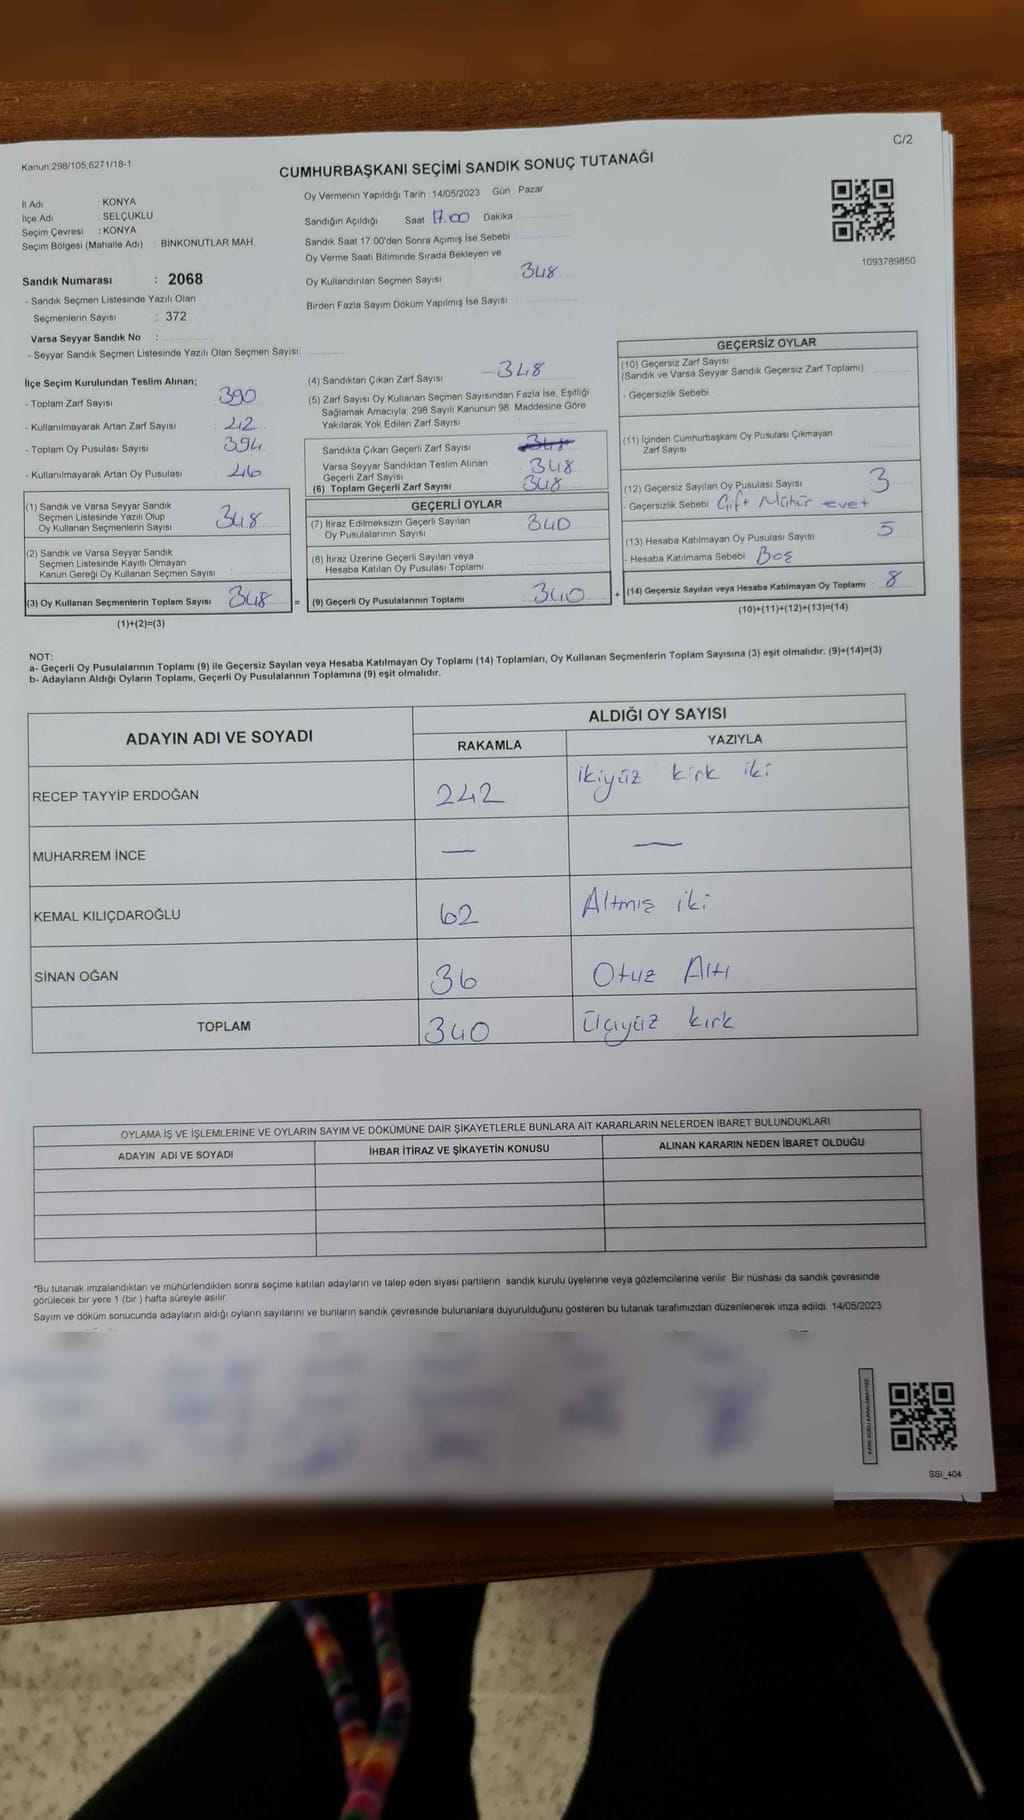 Kanun;298/105;6271/18-1
C/2
CUMHURBAŞKANI SEÇİMİ SANDIK SONUÇ TUTANAĞI
İl Adı : KONYA
İlçe Adı : SELÇUKLU
Seçim Çevresi : KONYA
Seçim Bölgesi (Mahalle Adı) : BİNKONUTLAR MAH.
Oy Vermenin Yapıldığı Tarih : 14/05/2023 Gün : Pazar
Sandığın Açıldığı Saat 17.00 Dakika :
Sandık Saat 17.00'den Sonra Açımış İse Sebebi :
Oy Verme Saati Bitiminde Sırada Bekleyen ve
Oy Kullandırılan Seçmen Sayısı : 348
Birden Fazla Sayım Döküm Yapılmış İse Sayısı :
1093789850
Sandık Numarası : 2068
- Sandık Seçmen Listesinde Yazılı Olan
Seçmenlerin Sayısı : 372
Varsa Seyyar Sandık No :
- Seyyar Sandık Seçmen Listesinde Yazılı Olan Seçmen Sayısı:
İlçe Seçim Kurulundan Teslim Alınan;
- Toplam Zarf Sayısı : 390
- Kullanılmayarak Artan Zarf Sayısı : 42
- Toplam Oy Pusulası Sayısı : 394
- Kullanılmayarak Artan Oy Pusulası : 46
(1) Sandık ve Varsa Seyyar Sandık
Seçmen Listesinde Yazılı Olup
Oy Kullanan Seçmenlerin Sayısı : 348
(2) Sandık ve Varsa Seyyar Sandık
Seçmen Listesinde Kayıtlı Olmayan
Kanun Gereği Oy Kullanan Seçmen Sayısı :
(3) Oy Kullanan Seçmenlerin Toplam Sayısı : 348 =
(1)+(2)=(3)
(4) Sandıktan Çıkan Zarf Sayısı : 348
(5) Zarf Sayısı Oy Kullanan Seçmen Sayısından Fazla İse, Eşitliği
Sağlamak Amacıyla, 298 Sayılı Kanunun 98. Maddesine Göre
Yakılarak Yok Edilen Zarf Sayısı :
Sandıkta Çıkan Geçerli Zarf Sayısı :
Varsa Seyyar Sandıktan Teslim Alınan
Geçerli Zarf Sayısı : 348
(6) Toplam Geçerli Zarf Sayısı : 348
GEÇERLİ OYLAR
(7) İtiraz Edilmeksizin Geçerli Sayılan
Oy Pusulalarının Sayısı : 340
(8) İtiraz Üzerine Geçerli Sayılan veya
Hesaba Katılan Oy Pusulası Toplamı :
(9) Geçerli Oy Pusulalarının Toplamı : 340 +
GEÇERSİZ OYLAR
(10) Geçersiz Zarf Sayısı
(Sandık ve Varsa Seyyar Sandık Geçersiz Zarf Toplamı) :
- Geçersizlik Sebebi :
(11) İçinden Cumhurbaşkanı Oy Pusulası Çıkmayan
Zarf Sayısı :
(12) Geçersiz Sayılan Oy Pusulası Sayısı : 3
- Geçersizlik Sebebi : Çift Mühür evet
(13) Hesaba Katılmayan Oy Pusulası Sayısı : 5
- Hesaba Katılmama Sebebi : Boş
(14) Geçersiz Sayılan veya Hesaba Katılmayan Oy Toplamı : 8
(10)+(11)+(12)+(13)=(14)
NOT:
a- Geçerli Oy Pusulalarının Toplamı (9) ile Geçersiz Sayılan veya Hesaba Katılmayan Oy Toplamı (14) Toplamları, Oy Kullanan Seçmenlerin Toplam Sayısına (3) eşit olmalıdır. (9)+(14)=(3)
b- Adayların Aldığı Oyların Toplamı, Geçerli Oy Pusulalarının Toplamına (9) eşit olmalıdır.
ADAYIN ADI VE SOYADI ALDIĞI OY SAYISI
RAKAMLA YAZIYLA
RECEP TAYYİP ERDOĞAN 242 ikiyüz kırk iki
MUHARREM İNCE — —
KEMAL KILIÇDAROĞLU 62 Altmış iki
SİNAN OĞAN 36 Otuz Altı
TOPLAM 340 Üçyüz kırk
OYLAMA İŞ VE İŞLEMLERİNE VE OYLARIN SAYIM VE DÖKÜMÜNE DAİR ŞİKAYETLERLE BUNLARA AİT KARARLARIN NELERDEN İBARET BULUNDUKLARI
ADAYIN ADI VE SOYADI İHBAR İTİRAZ VE ŞİKAYETİN KONUSU ALINAN KARARIN NEDEN İBARET OLDUĞU
*Bu tutanak imzalandıktan ve mühürlendikten sonra seçime katılan adayların ve talep eden siyasi partilerin sandık kurulu üyelerine veya gözlemcilerine verilir. Bir nüshası da sandık çevresinde
görülecek bir yere 1 (bir ) hafta süreyle asılır.
Sayım ve döküm sonucunda adayların aldığı oyların sayılarını ve bunların sandık çevresinde bulunanlara duyurulduğunu gösteren bu tutanak tarafımızdan düzenlenerek imza edildi. 14/05/2023
SSI_404